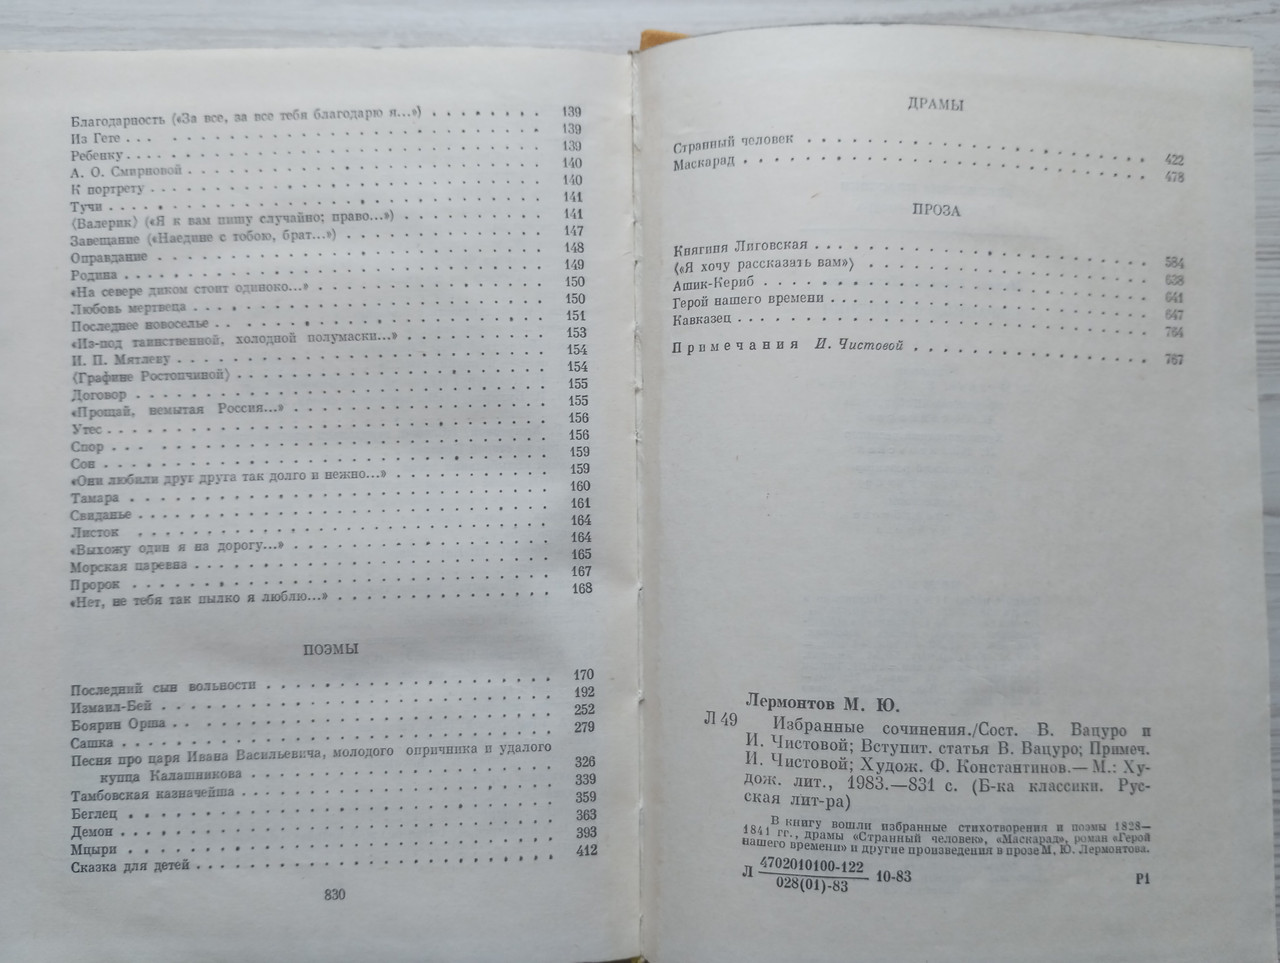 Благодарность («За все, за все тебя благодарю я...») . . . . . . . . 139
Из Гете . . . . . . . . 139
Ребенку . . . . . . . . 139
А. О. Смирновой . . . . . . . . 140
К портрету . . . . . . . . 140
Тучи . . . . . . . . 141
⟨Валерик⟩ («Я к вам пишу случайно; право...») . . . . . . . . 141
Завещание («Наедине с тобою, брат...») . . . . . . . . 147
Оправдание . . . . . . . . 148
Родина . . . . . . . . 149
«На севере диком стоит одиноко...» . . . . . . . . 150
Любовь мертвеца . . . . . . . . 150
Последнее новоселье . . . . . . . . 151
«Из-под таинственной, холодной полумаски...» . . . . . . . . 153
И. П. Мятлеву . . . . . . . . 154
⟨Графине Ростопчиной⟩ . . . . . . . . 154
Договор . . . . . . . . 155
«Прощай, немытая Россия...» . . . . . . . . 155
Утес . . . . . . . . 156
Спор . . . . . . . . 156
Сон . . . . . . . . 159
«Они любили друг друга так долго и нежно...» . . . . . . . . 159
Тамара . . . . . . . . 160
Свиданье . . . . . . . . 161
Листок . . . . . . . . 164
«Выхожу один я на дорогу...» . . . . . . . . 164
Морская царевна . . . . . . . . 165
Пророк . . . . . . . . 167
«Нет, не тебя так пылко я люблю...» . . . . . . . . 168
ПОЭМЫ
Последний сын вольности . . . . . . . . 170
Измаил-Бей . . . . . . . . 192
Боярин Орша . . . . . . . . 252
Сашка . . . . . . . . 279
Песня про царя Ивана Васильевича, молодого опричника и удалого
купца Калашникова . . . . . . . . 326
Тамбовская казначейша . . . . . . . . 339
Беглец . . . . . . . . 359
Демон . . . . . . . . 363
Мцыри . . . . . . . . 393
Сказка для детей . . . . . . . . 412
830
ДРАМЫ
Странный человек . . . . . . . . 422
Маскарад . . . . . . . . 478
ПРОЗА
Княгиня Лиговская . . . . . . . . 584
⟨«Я хочу рассказать вам»⟩ . . . . . . . . 638
Ашик-Кериб . . . . . . . . 641
Герой нашего времени . . . . . . . . 647
Кавказец . . . . . . . . 764
Примечания И. Чистовой . . . . . . . . 767
Лермонтов М. Ю.
Л 49 Избранные сочинения./Сост. В. Вацуро и
И. Чистовой; Вступит. статья В. Вацуро; Примеч.
И. Чистовой; Худож. Ф. Константинов.— М.: Ху-
дож. лит., 1983.—831 с. (Б-ка классики. Рус-
ская лит-ра)
В книгу вошли избранные стихотворения и поэмы 1828—
1841 гг., драмы «Странный человек», «Маскарад», роман «Герой
нашего времени» и другие произведения в прозе М. Ю. Лермонтова.
Л 4702010100-122 10-83
028(01)-83
Р1